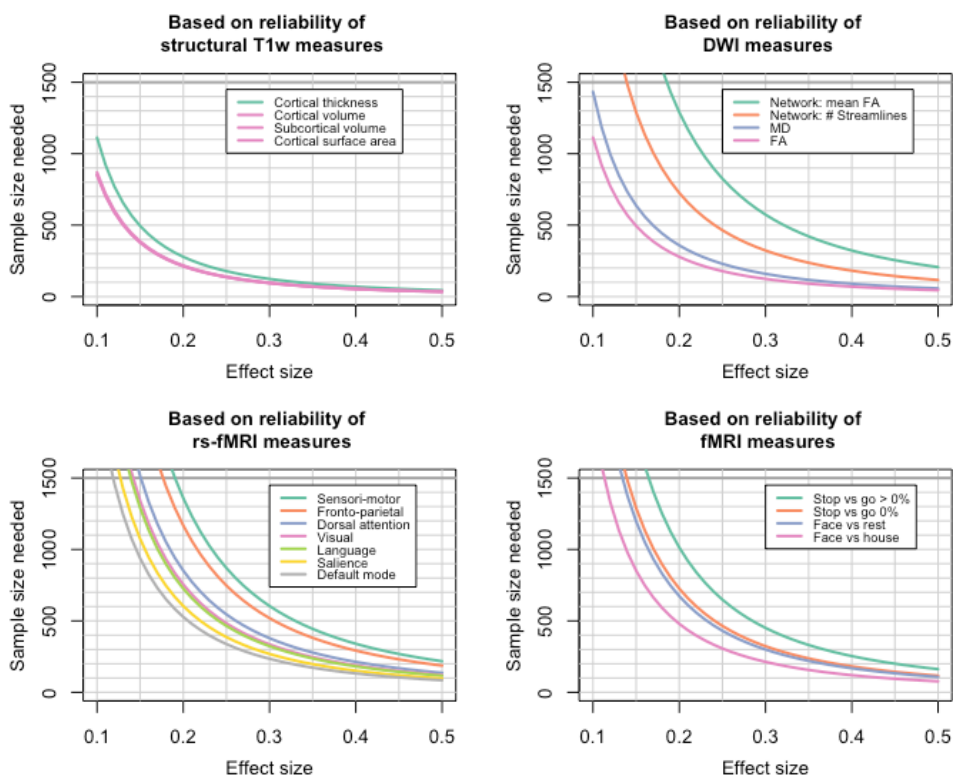 Based on reliability of
structural T1w measures
Sample size needed
0 500 1000 1500
Cortical thickness
Cortical volume
Subcortical volume
Cortical surface area
0.1 0.2 0.3 0.4 0.5
Effect size
Based on reliability of
DWI measures
Sample size needed
0 500 1000 1500
Network: mean FA
Network: # Streamlines
MD
FA
0.1 0.2 0.3 0.4 0.5
Effect size
Based on reliability of
rs-fMRI measures
Sample size needed
0 500 1000 1500
Sensori-motor
Fronto-parietal
Dorsal attention
Visual
Language
Salience
Default mode
0.1 0.2 0.3 0.4 0.5
Effect size
Based on reliability of
fMRI measures
Sample size needed
0 500 1000 1500
Stop vs go > 0%
Stop vs go 0%
Face vs rest
Face vs house
0.1 0.2 0.3 0.4 0.5
Effect size